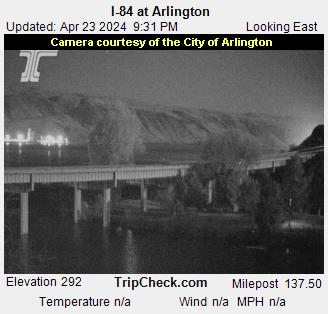 I-84 at Arlington
Updated: Apr 23 2024 9:31 PM Looking East
Camera courtesy of the City of Arlington
Elevation 292 TripCheck.com Milepost 137.50
Temperature n/a Wind n/a MPH n/a